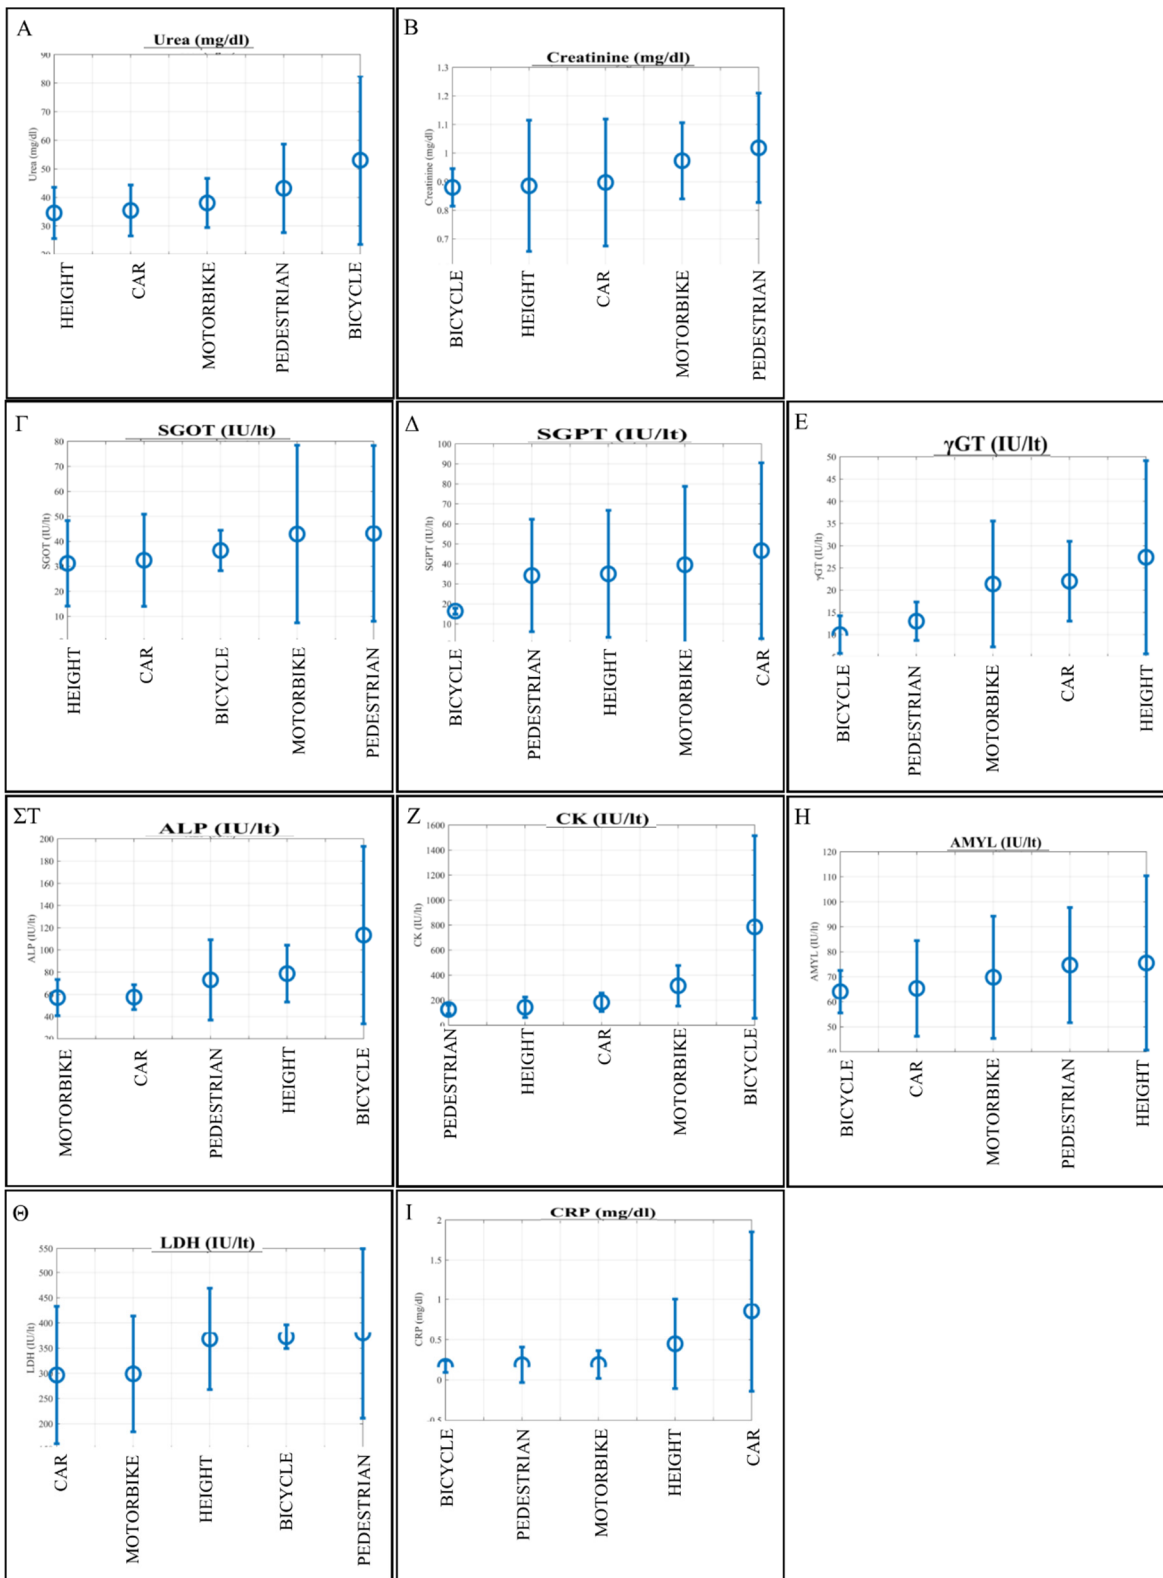 A
Urea (mg/dl)
90
80
70
60
50
40
30
20
Urea (mg/dl)
HEIGHT
CAR
MOTORBIKE
PEDESTRIAN
BICYCLE
B
Creatinine (mg/dl)
1.3
1.2
1.1
1
0.9
0.8
0.7
Creatinine (mg/dl)
BICYCLE
HEIGHT
CAR
MOTORBIKE
PEDESTRIAN
Γ
SGOT (IU/lt)
80
70
60
50
40
30
20
10
SGOT (IU/lt)
HEIGHT
CAR
BICYCLE
MOTORBIKE
PEDESTRIAN
Δ
SGPT (IU/lt)
100
90
80
70
60
50
40
30
20
10
SGPT (IU/lt)
BICYCLE
PEDESTRIAN
HEIGHT
MOTORBIKE
CAR
E
γGT (IU/lt)
50
45
40
35
30
25
20
15
10
γGT (IU/lt)
BICYCLE
PEDESTRIAN
MOTORBIKE
CAR
HEIGHT
ΣΤ
ALP (IU/lt)
200
180
160
140
120
100
80
60
40
20
ALP (IU/lt)
MOTORBIKE
CAR
PEDESTRIAN
HEIGHT
BICYCLE
Z
CK (IU/lt)
1600
1400
1200
1000
800
600
400
200
0
CK (IU/lt)
PEDESTRIAN
HEIGHT
CAR
MOTORBIKE
BICYCLE
H
AMYL (IU/lt)
120
110
100
90
80
70
60
50
40
AMYL (IU/lt)
BICYCLE
CAR
MOTORBIKE
PEDESTRIAN
HEIGHT
Θ
LDH (IU/lt)
550
500
450
400
350
300
250
200
LDH (IU/lt)
CAR
MOTORBIKE
HEIGHT
BICYCLE
PEDESTRIAN
I
CRP (mg/dl)
2
1.5
1
0.5
0
-0.5
CRP (mg/dl)
BICYCLE
PEDESTRIAN
MOTORBIKE
HEIGHT
CAR